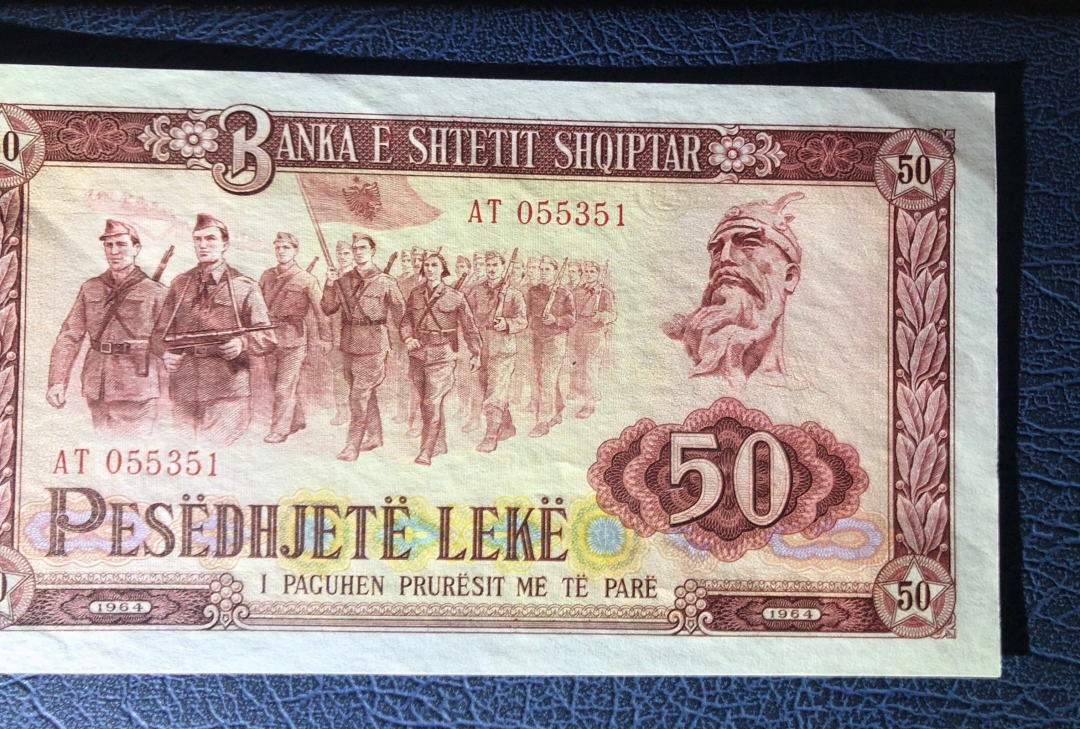 BANKA E SHTETIT SHQIPTAR
50
AT 055351
AT 055351
50
PESËDHJETË LEKË
I PAGUHEN PRURËSIT ME TË PARË
1964
1964
50